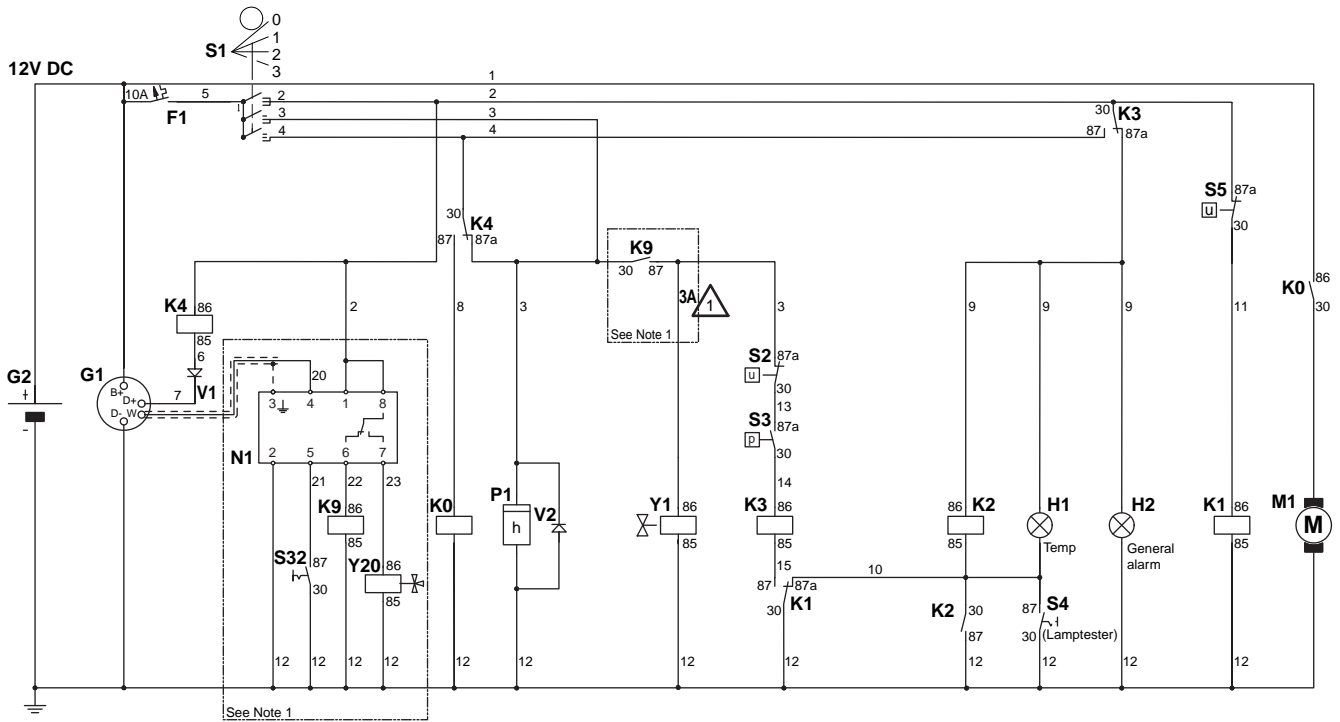 0
1
S1
2
3
12V DC
1
10A
5
2
2
F1
3
3
4
4
30
K3
87
87a
30
K4
87
87a
K9
30
87
S5
87a
u
30
K4
86
85
2
8
3
3A
1
3
9
9
9
11
K0
86
30
See Note 1
6
V1
7
G2
+
-
G1
B+
D+
D-
W
20
3
4
1
8
N1
2
5
6
7
21
22
23
S2
87a
u
30
13
S3
87a
p
30
14
K9
86
85
K0
P1
h
V2
Y1
86
85
K3
86
85
K2
86
85
H1
Temp
H2
General
alarm
K1
86
85
M1
M
S32
87
30
Y20
86
85
15
10
87
87a
30
K1
K2
30
87
87
S4
30
(Lamptester)
12
12
12
12
12
12
12
12
12
12
12
See Note 1